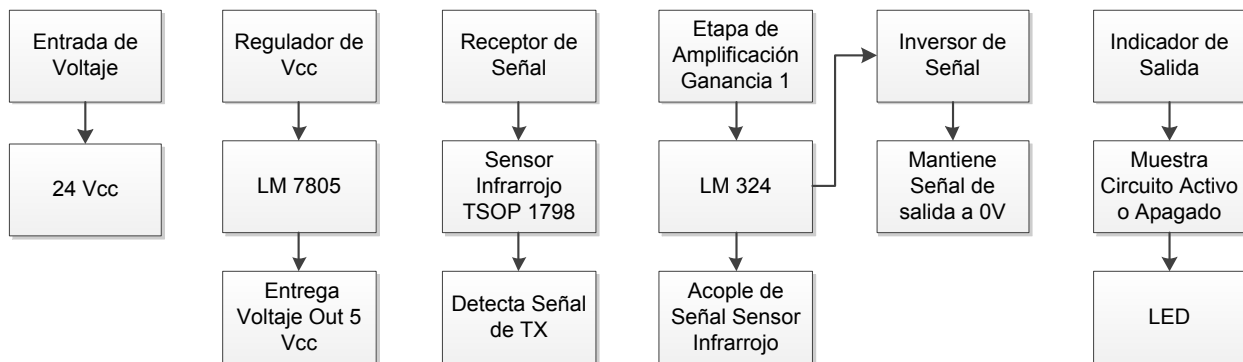 Entrada de
Voltaje
Regulador de
Vcc
Receptor de
Señal
Etapa de
Amplificación
Ganancia 1
Inversor de
Señal
Indicador de
Salida
24 Vcc
LM 7805
Sensor
Infrarrojo
TSOP 1798
LM 324
Mantiene
Señal de
salida a 0V
Muestra
Circuito Activo
o Apagado
Entrega
Voltaje Out 5
Vcc
Detecta Señal
de TX
Acople de
Señal Sensor
Infrarrojo
LED